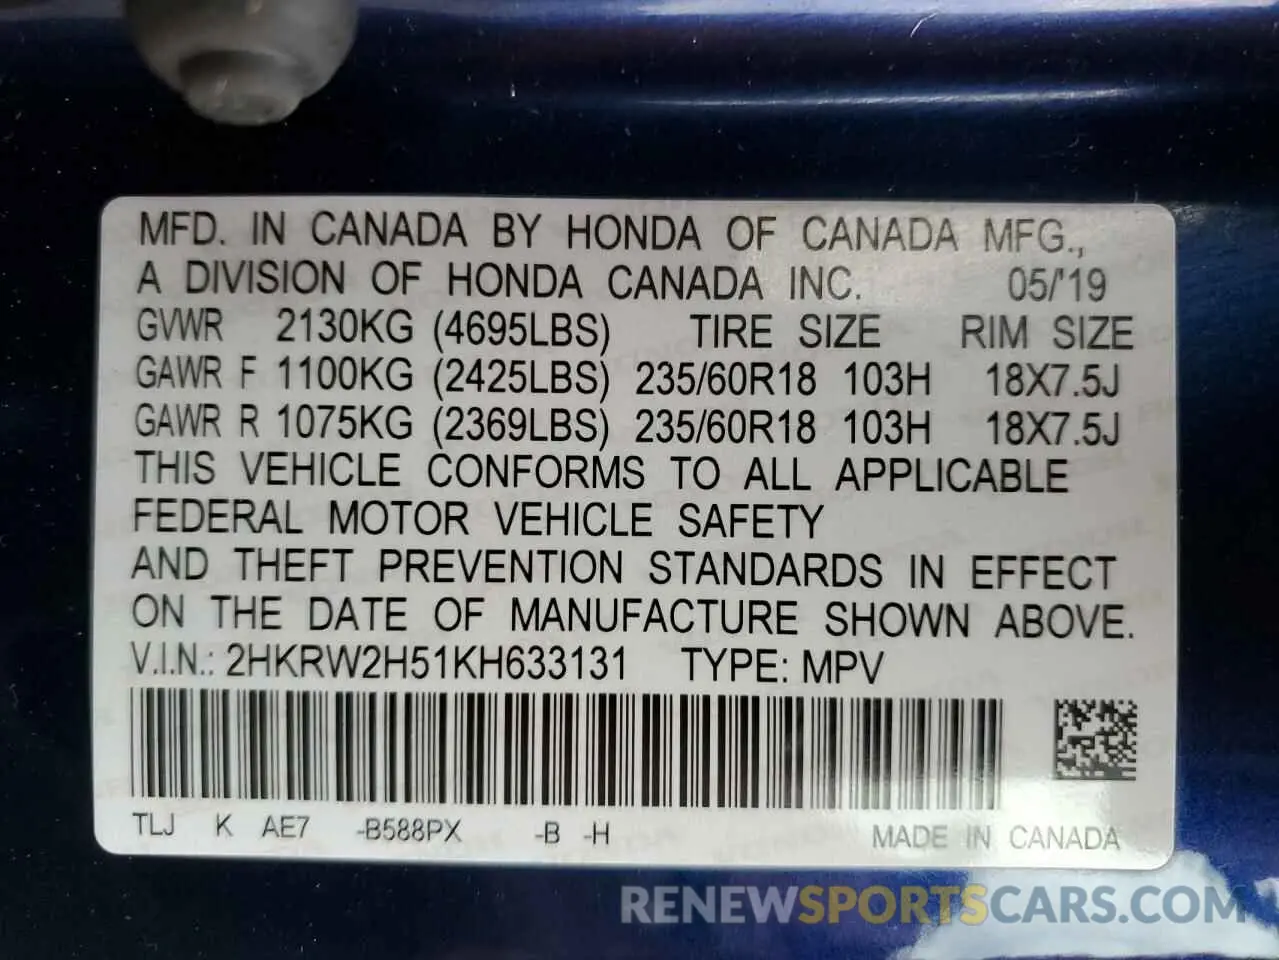 MFD. IN CANADA BY HONDA OF CANADA MFG.,
A DIVISION OF HONDA CANADA INC. 05/'19
GVWR 2130KG (4695LBS) TIRE SIZE RIM SIZE
GAWR F 1100KG (2425LBS) 235/60R18 103H 18X7.5J
GAWR R 1075KG (2369LBS) 235/60R18 103H 18X7.5J
THIS VEHICLE CONFORMS TO ALL APPLICABLE
FEDERAL MOTOR VEHICLE SAFETY
AND THEFT PREVENTION STANDARDS IN EFFECT
ON THE DATE OF MANUFACTURE SHOWN ABOVE.
V.I.N.: 2HKRW2H51KH633131 TYPE: MPV
TLJ K AE7 -B588PX -B -H MADE IN CANADA
RENEWSPORTSCARS.COM